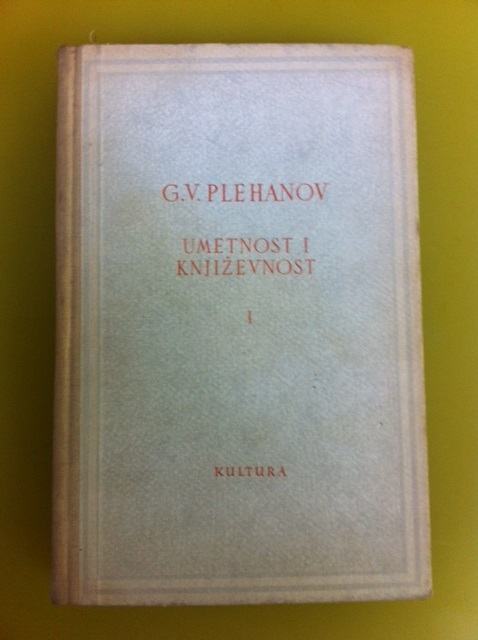 G.V. PLEHANOV
UMETNOST I
KNJIŽEVNOST
I
KULTURA